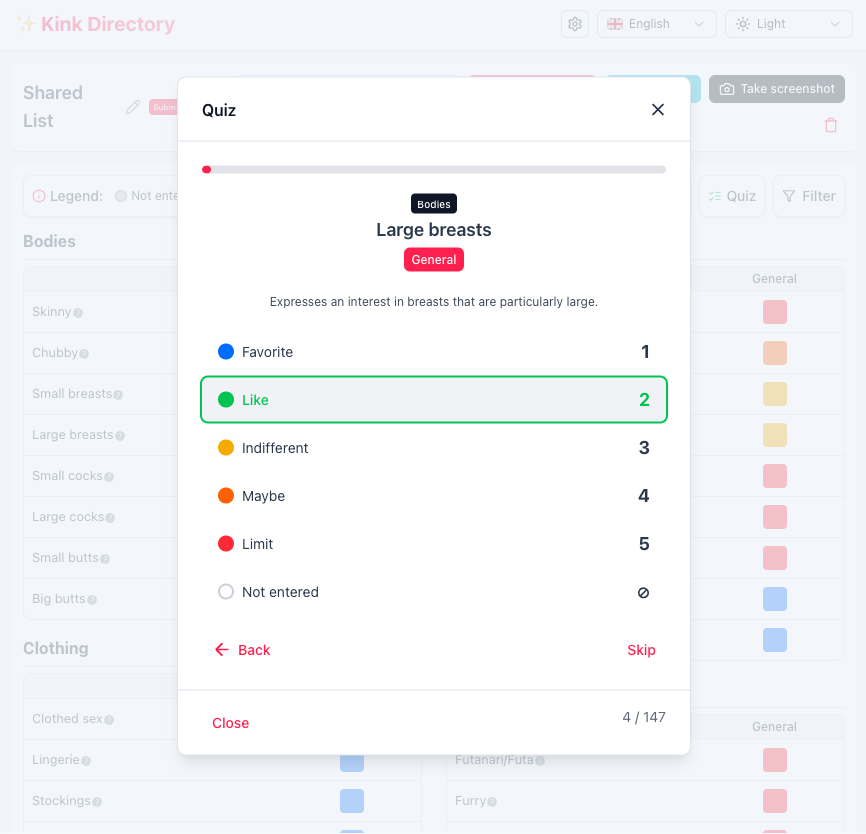 ✨ Kink Directory
English
Light
Shared
List
Take screenshot
Legend:
Quiz
Filter
Bodies
General
Skinny
Chubby
Small breasts
Large breasts
Small cocks
Large cocks
Small butts
Big butts
Clothing
General
Clothed sex
Lingerie
Stockings
Futanari/Futa
Furry
Quiz
Bodies
Large breasts
General
Expresses an interest in breasts that are particularly large.
Favorite 1
Like 2
Indifferent 3
Maybe 4
Limit 5
Not entered
Back
Skip
Close
4 / 147